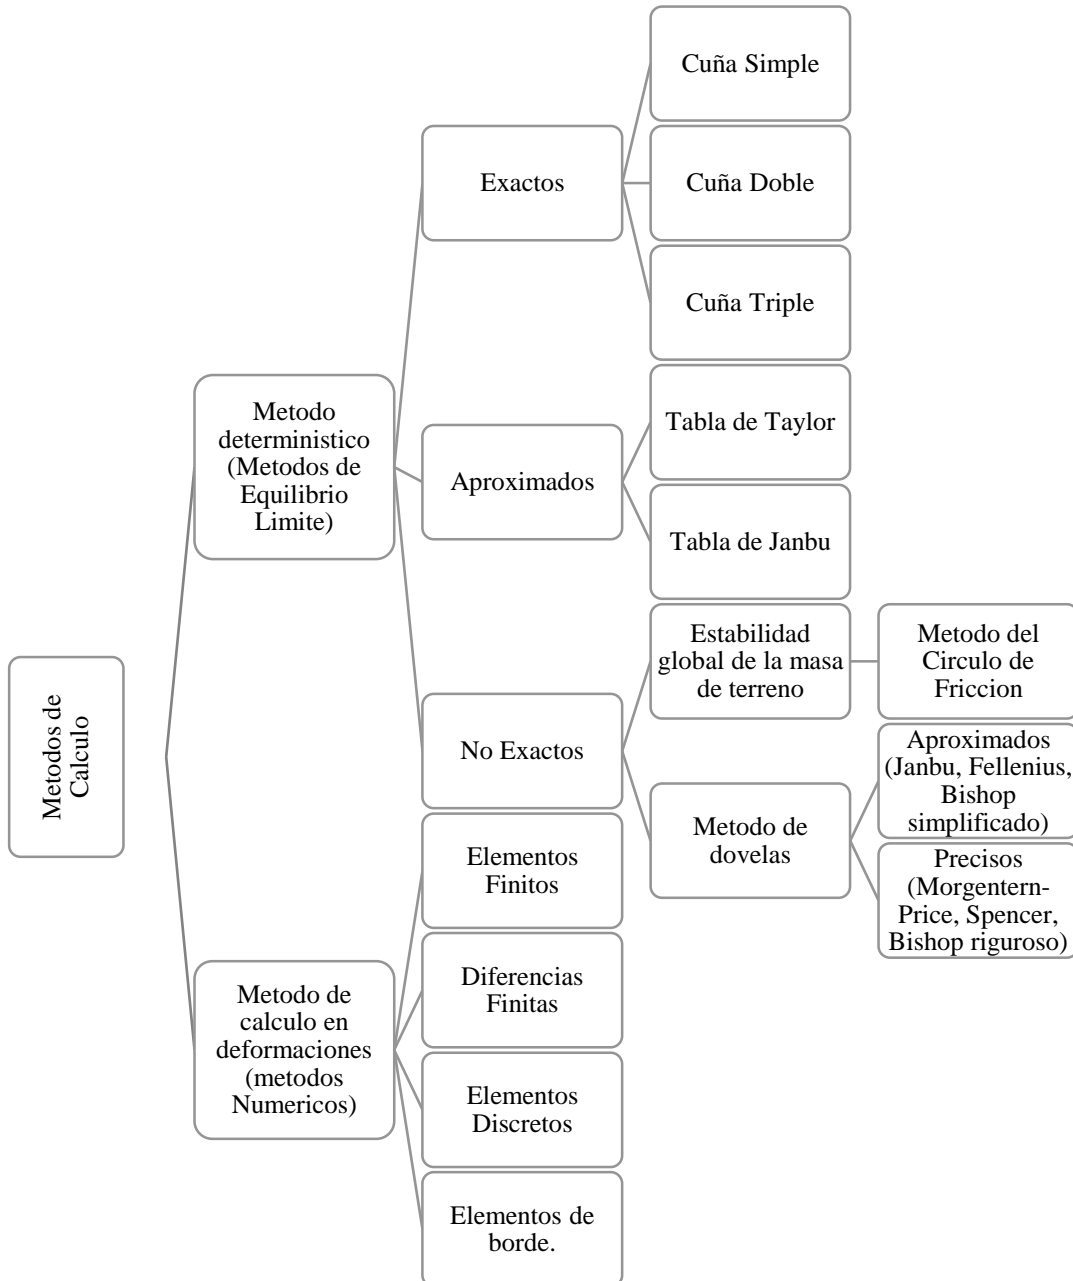 Metodos de
Calculo
Metodo
deterministico
(Metodos de
Equilibrio
Limite)
Exactos
Cuña Simple
Cuña Doble
Cuña Triple
Aproximados
Tabla de Taylor
Tabla de Janbu
No Exactos
Estabilidad
global de la masa
de terreno
Metodo del
Circulo de
Friccion
Metodo de
dovelas
Aproximados
(Janbu, Fellenius,
Bishop
simplificado)
Precisos
(Morgentern-
Price, Spencer,
Bishop riguroso)
Metodo de
calculo en
deformaciones
(metodos
Numericos)
Elementos
Finitos
Diferencias
Finitas
Elementos
Discretos
Elementos de
borde.